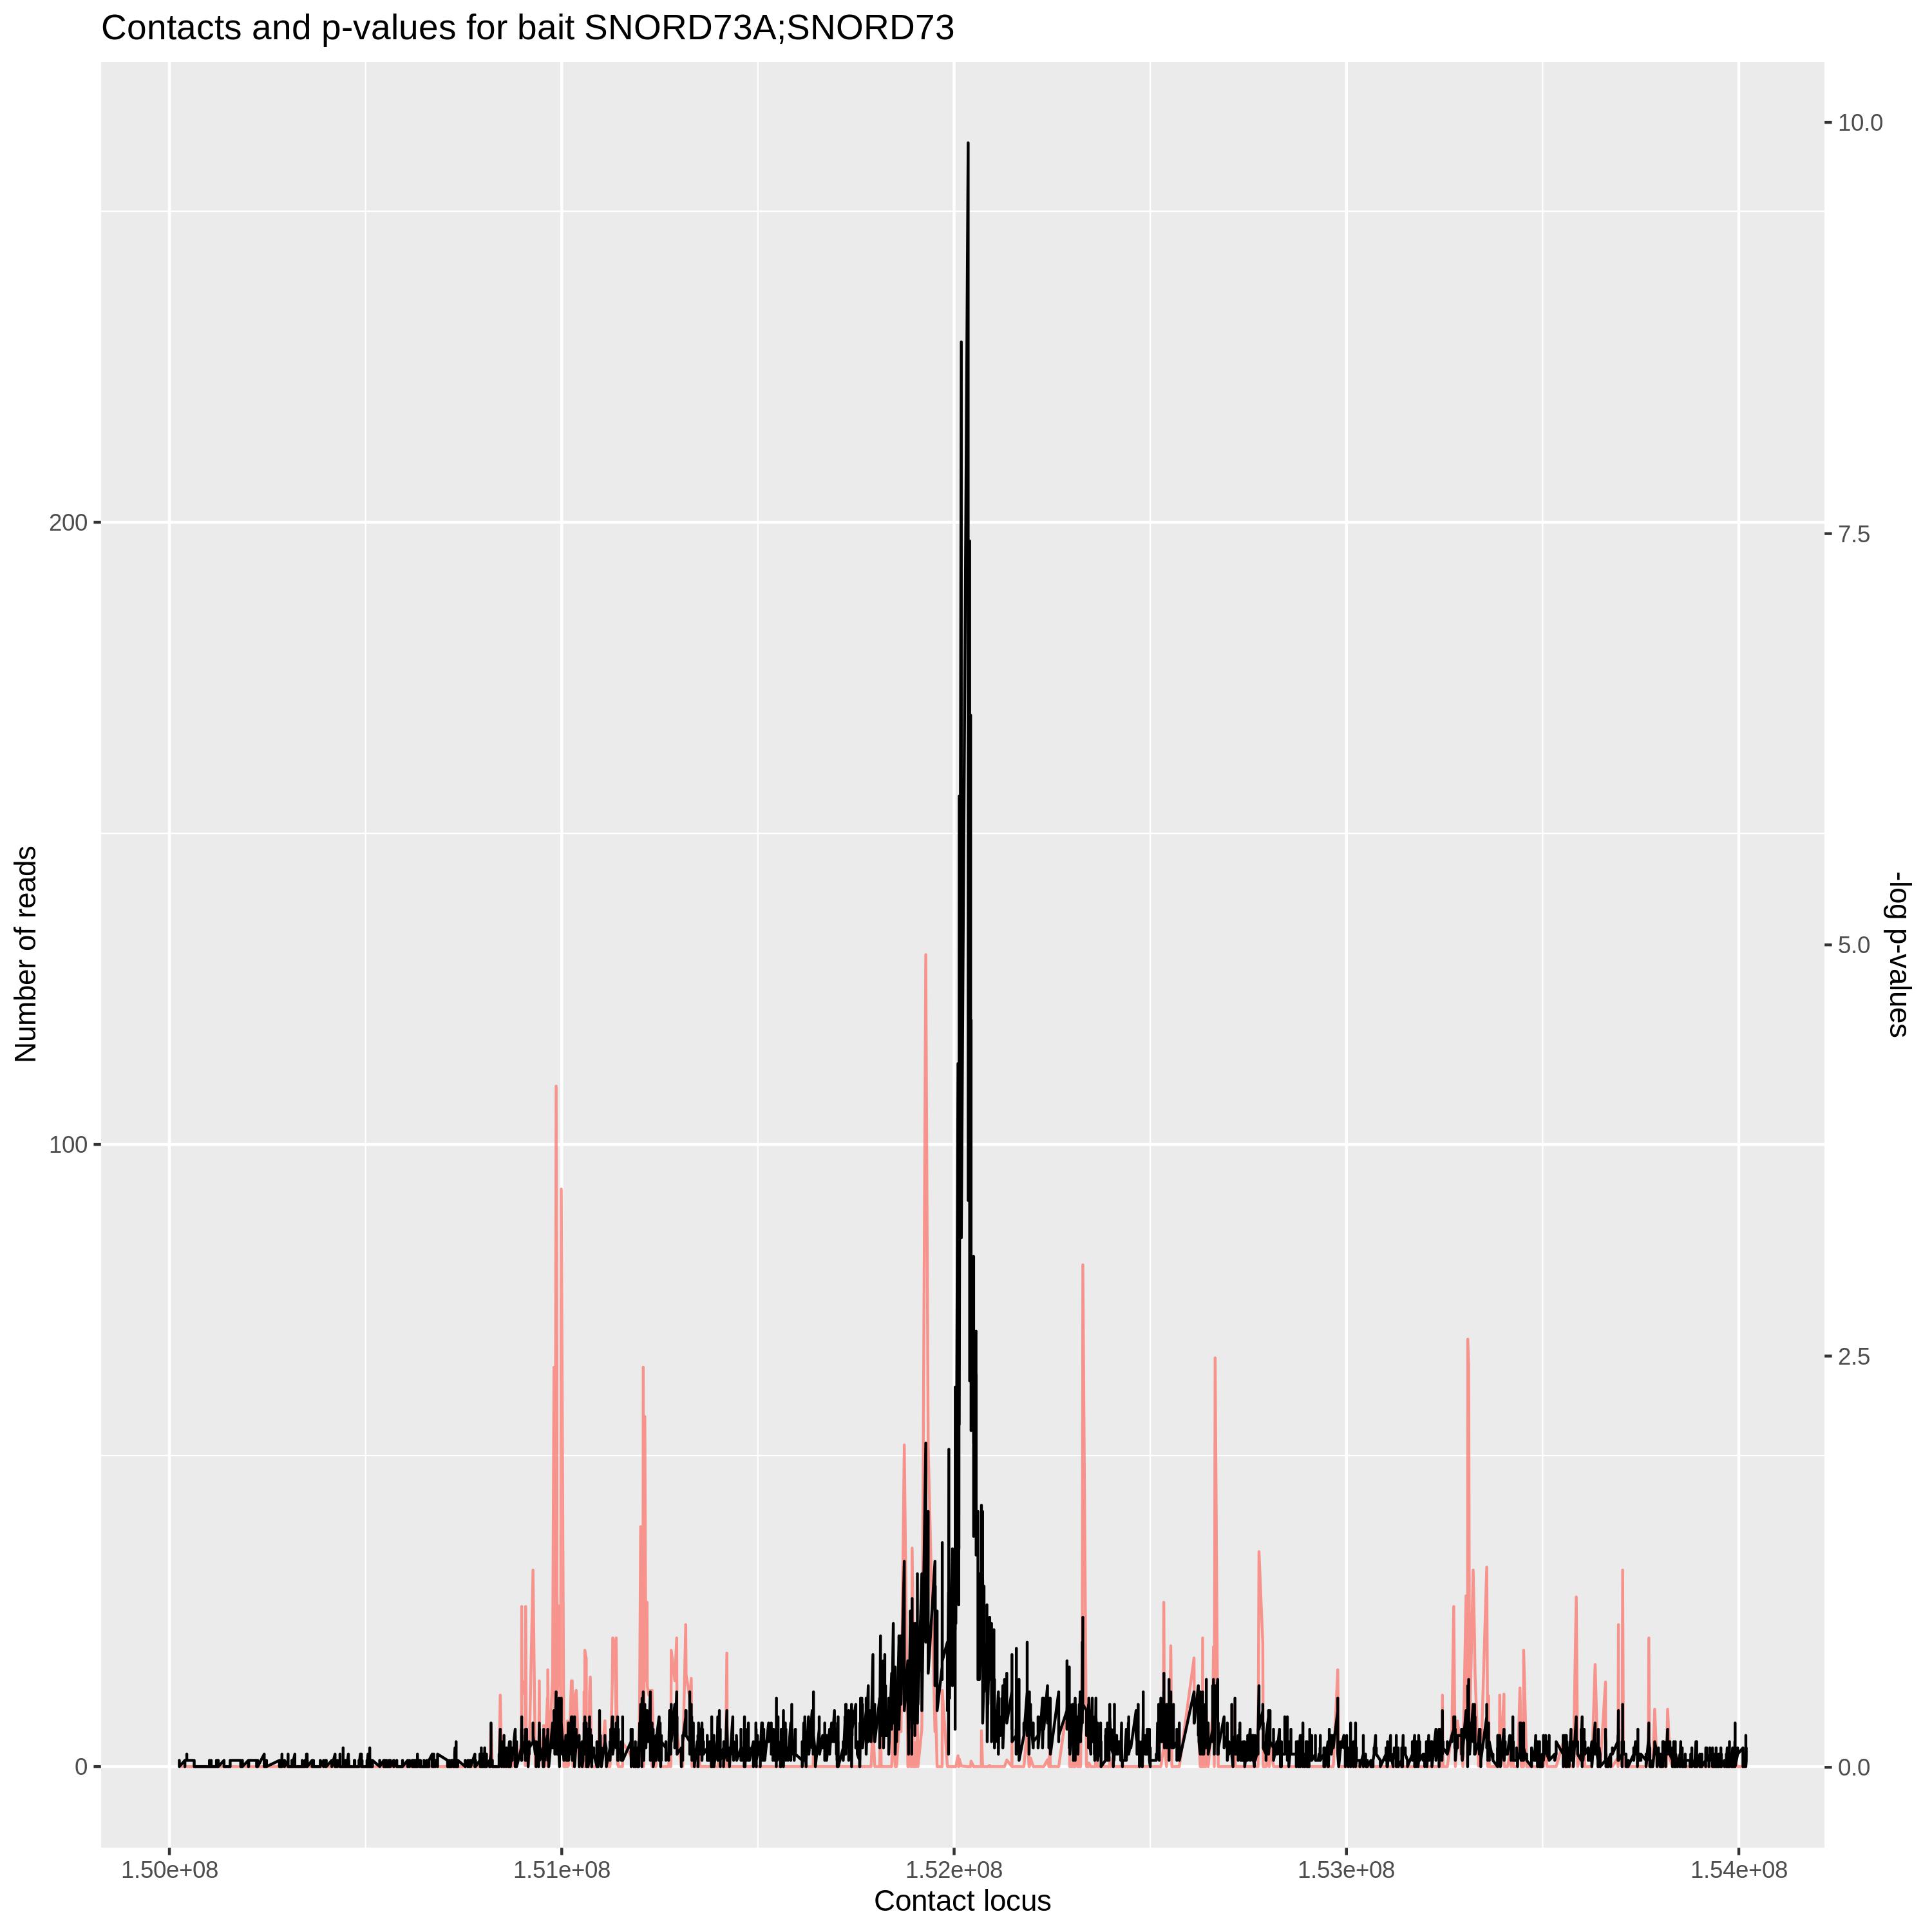 Contacts and p-values for bait SNORD73A;SNORD73
10.0
200
7.5
5.0
100
2.5
0
0.0
Number of reads
-log p-values
1.50e+08 1.51e+08 1.52e+08 1.53e+08 1.54e+08
Contact locus